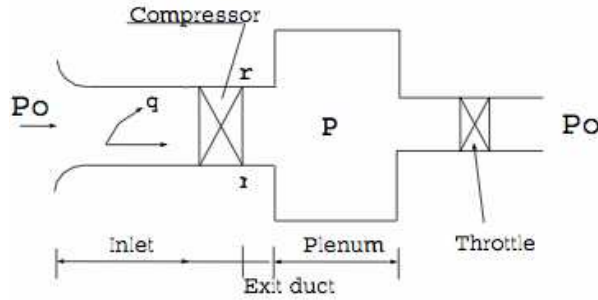 Compressor
r
Po
q
P
Po
r
Inlet
Plenum
Throttle
Exit duct